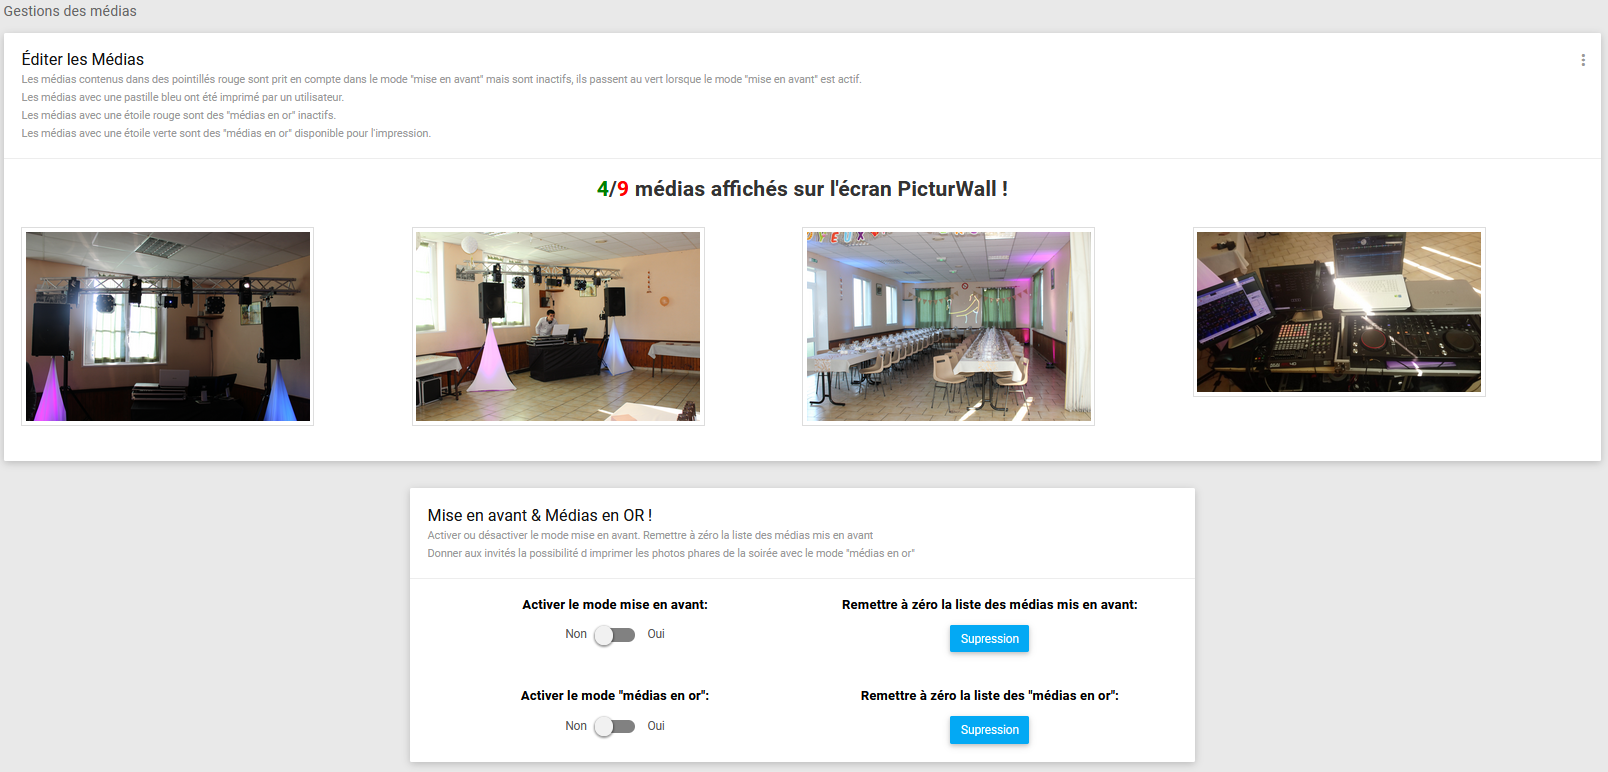 Gestions des médias
Éditer les Médias
Les médias contenus dans des pointillés rouge sont prit en compte dans le mode "mise en avant" mais sont inactifs, ils passent au vert lorsque le mode "mise en avant" est actif.
Les médias avec une pastille bleu ont été imprimé par un utilisateur.
Les médias avec une étoile rouge sont des "médias en or" inactifs.
Les médias avec une étoile verte sont des "médias en or" disponible pour l'impression.
4/9 médias affichés sur l'écran PicturWall !
Mise en avant & Médias en OR !
Activer ou désactiver le mode mise en avant. Remettre à zéro la liste des médias mis en avant
Donner aux invités la possibilité d imprimer les photos phares de la soirée avec le mode "médias en or"
Activer le mode mise en avant:
Non Oui
Remettre à zéro la liste des médias mis en avant:
Supression
Activer le mode "médias en or":
Non Oui
Remettre à zéro la liste des "médias en or":
Supression